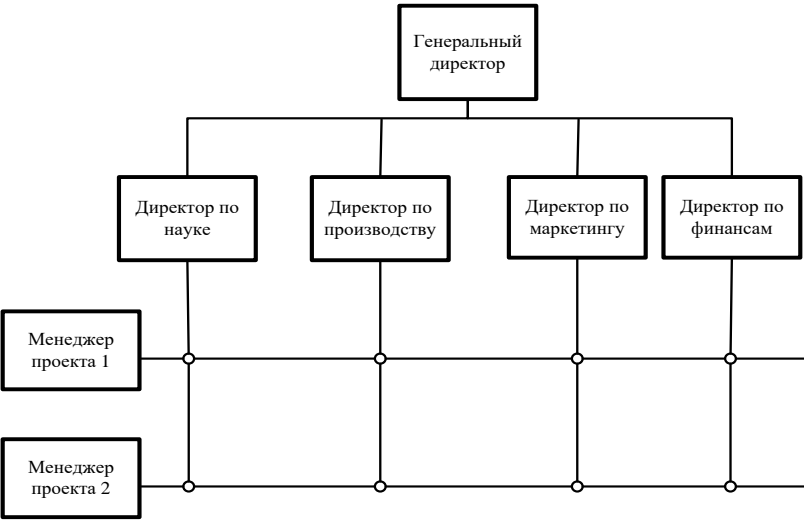 Генеральный
директор
Директор по
науке
Директор по
производству
Директор по
маркетингу
Директор по
финансам
Менеджер
проекта 1
Менеджер
проекта 2